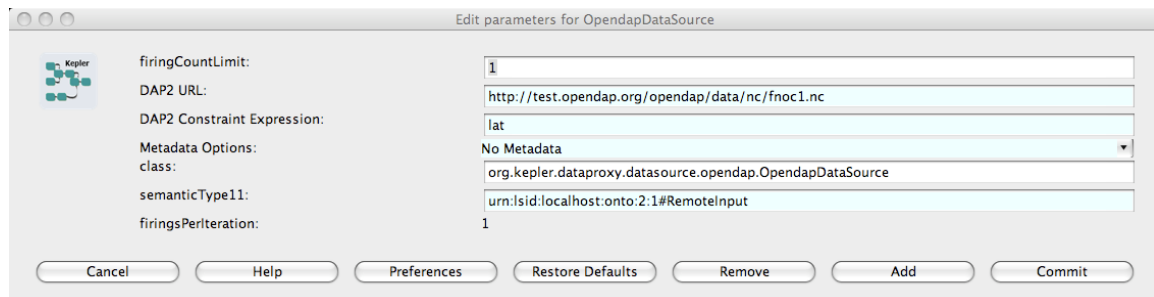 Edit parameters for OpendapDataSource
Kepler
firingCountLimit: 1
DAP2 URL: http://test.opendap.org/opendap/data/nc/fnoc1.nc
DAP2 Constraint Expression: lat
Metadata Options: No Metadata
class: org.kepler.dataproxy.datasource.opendap.OpendapDataSource
semanticType11: urn:lsid:localhost:onto:2:1#RemoteInput
firingsPerIteration: 1
Cancel Help Preferences Restore Defaults Remove Add Commit